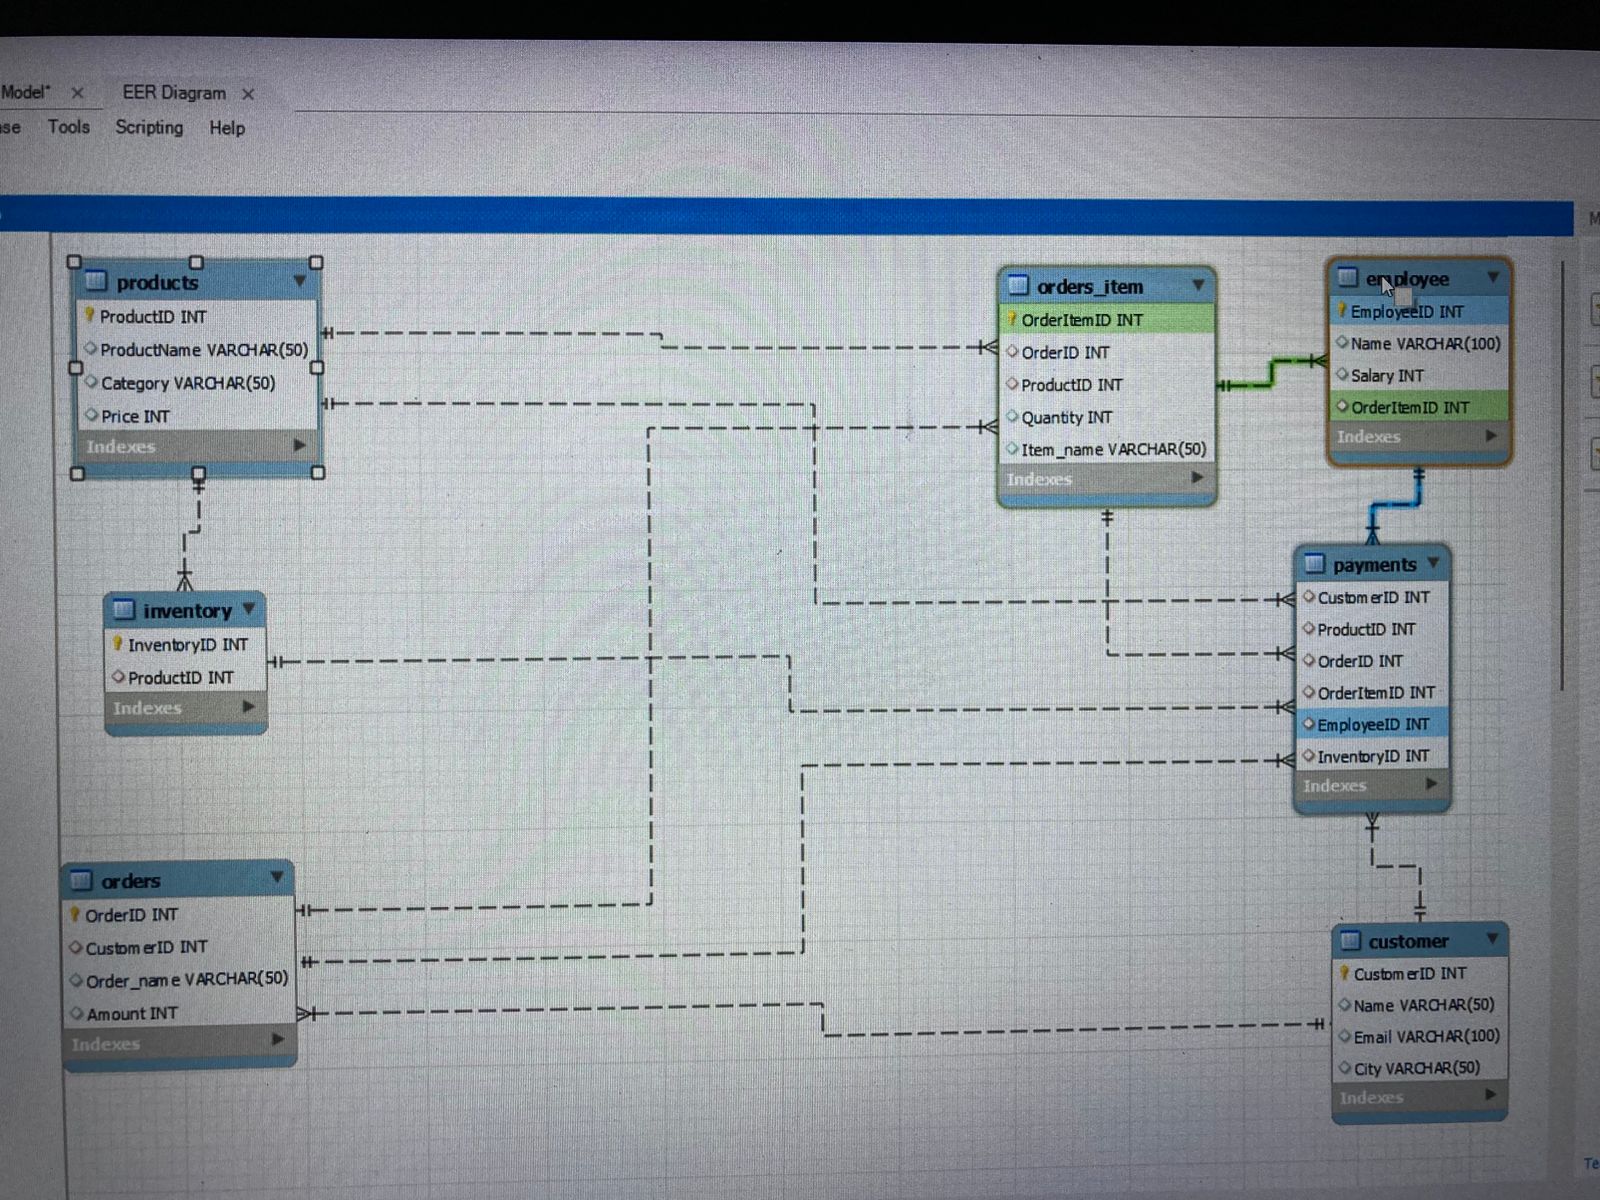 Model* ×
EER Diagram ×
se Tools Scripting Help
products
ProductID INT
ProductName VARCHAR(50)
Category VARCHAR(50)
Price INT
Indexes
orders_item
OrderItemID INT
OrderID INT
ProductID INT
Quantity INT
Item_name VARCHAR(50)
Indexes
employee
EmployeeID INT
Name VARCHAR(100)
Salary INT
OrderItemID INT
Indexes
inventory
InventoryID INT
ProductID INT
Indexes
payments
CustomerID INT
ProductID INT
OrderID INT
OrderItemID INT
EmployeeID INT
InventoryID INT
Indexes
orders
OrderID INT
CustomerID INT
Order_name VARCHAR(50)
Amount INT
Indexes
customer
CustomerID INT
Name VARCHAR(50)
Email VARCHAR(100)
City VARCHAR(50)
Indexes